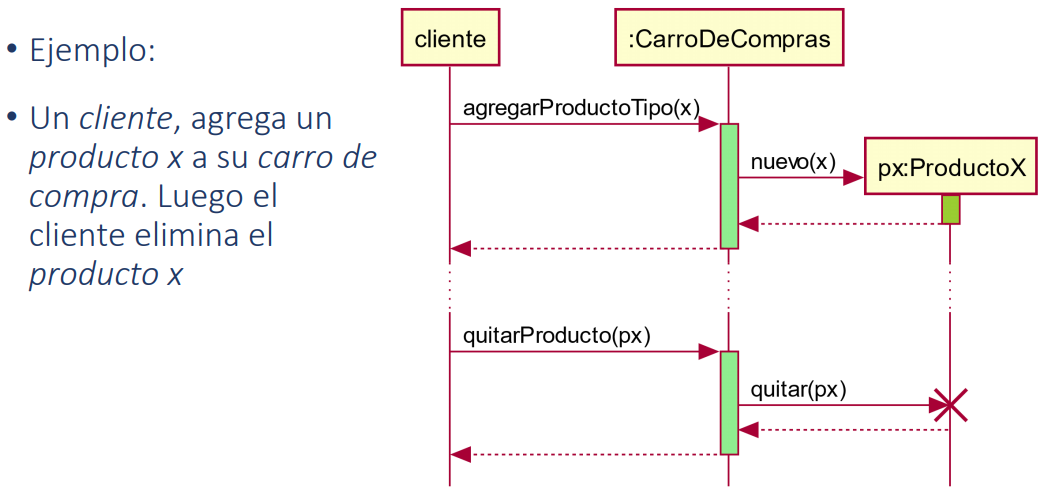 • Ejemplo:
• Un cliente, agrega un
producto x a su carro de
compra. Luego el
cliente elimina el
producto x
cliente
:CarroDeCompras
agregarProductoTipo(x)
nuevo(x)
px:ProductoX
quitarProducto(px)
quitar(px)